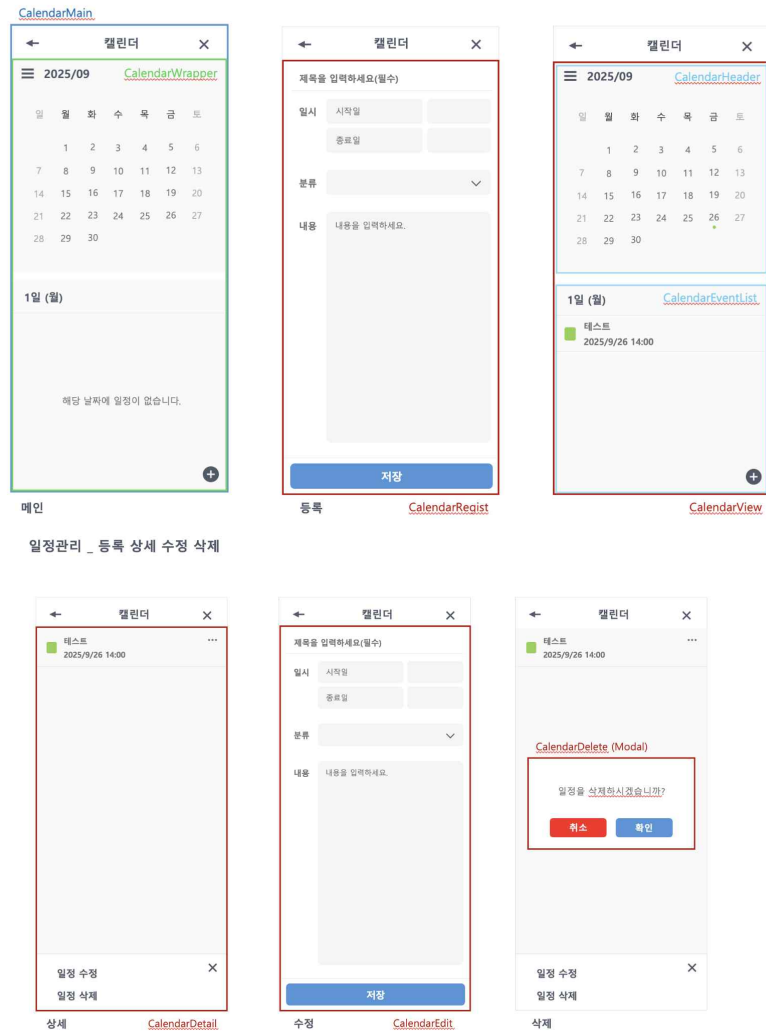 CalendarMain
캘린더
2025/09
CalendarWrapper
일 월 화 수 목 금 토
1 2 3 4 5 6
7 8 9 10 11 12 13
14 15 16 17 18 19 20
21 22 23 24 25 26 27
28 29 30
1일 (월)
해당 날짜에 일정이 없습니다.
메인
캘린더
제목을 입력하세요(필수)
일시 시작일
종료일
분류
내용 내용을 입력하세요.
저장
등록
CalendarRegist
캘린더
2025/09
CalendarHeader
일 월 화 수 목 금 토
1 2 3 4 5 6
7 8 9 10 11 12 13
14 15 16 17 18 19 20
21 22 23 24 25 26 27
28 29 30
1일 (월)
CalendarEventList
테스트
2025/9/26 14:00
CalendarView
일정관리 _ 등록 상세 수정 삭제
캘린더
테스트
2025/9/26 14:00
일정 수정
일정 삭제
상세
CalendarDetail
캘린더
제목을 입력하세요(필수)
일시 시작일
종료일
분류
내용 내용을 입력하세요.
저장
수정
CalendarEdit
캘린더
테스트
2025/9/26 14:00
CalendarDelete (Modal)
일정을 삭제하시겠습니까?
취소 확인
일정 수정
일정 삭제
삭제